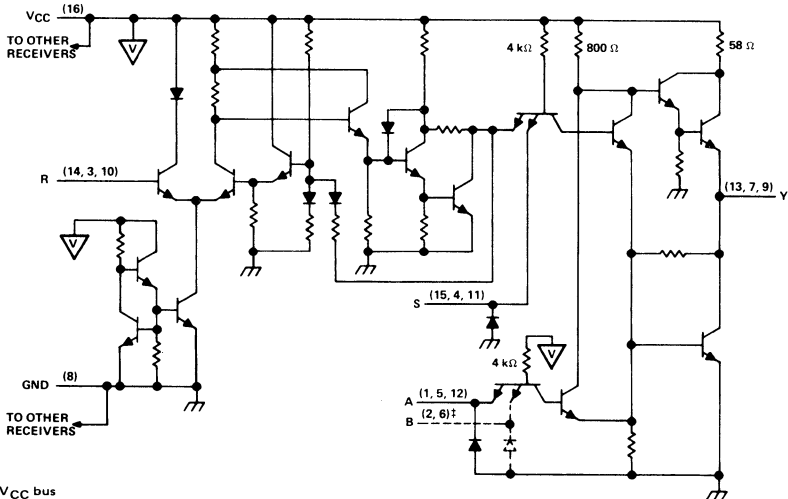 VCC (16)
TO OTHER
RECEIVERS
V
4 kΩ
800 Ω
58 Ω
R (14, 3, 10)
(13, 7, 9) Y
V
S (15, 4, 11)
V
4 kΩ
GND (8)
A (1, 5, 12)
B (2, 6)‡
TO OTHER
RECEIVERS
VCC bus